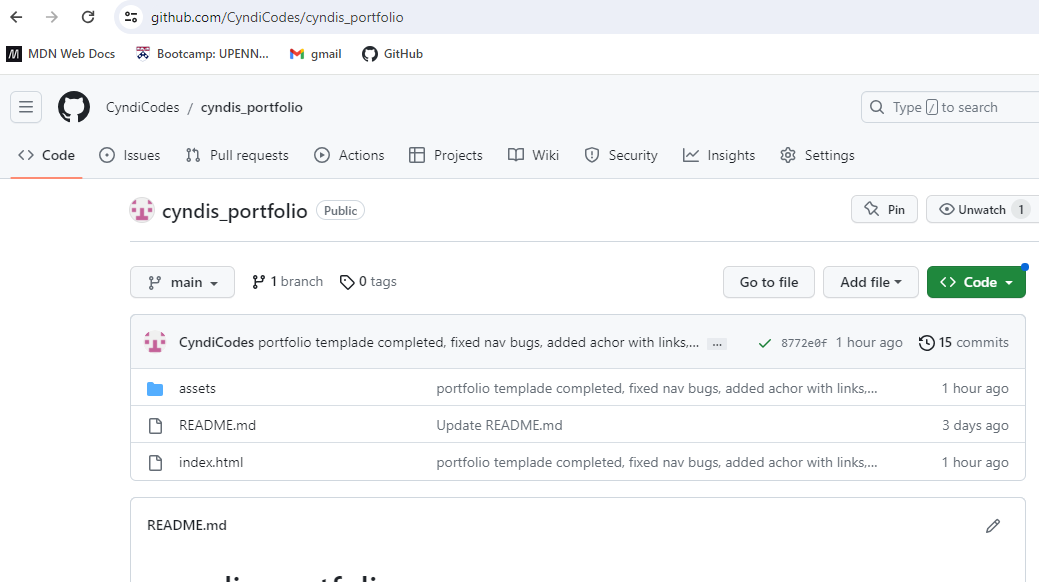 github.com/CyndiCodes/cyndis_portfolio
M MDN Web Docs Bootcamp: UPENN... gmail GitHub
CyndiCodes / cyndis_portfolio Type / to search
Code Issues Pull requests Actions Projects Wiki Security Insights Settings
cyndis_portfolio Public Pin Unwatch 1
main 1 branch 0 tags Go to file Add file Code
CyndiCodes portfolio templade completed, fixed nav bugs, added achor with links,... ... 8772e0f 1 hour ago 15 commits
assets portfolio templade completed, fixed nav bugs, added achor with links,... 1 hour ago
README.md Update README.md 3 days ago
index.html portfolio templade completed, fixed nav bugs, added achor with links,... 1 hour ago
README.md